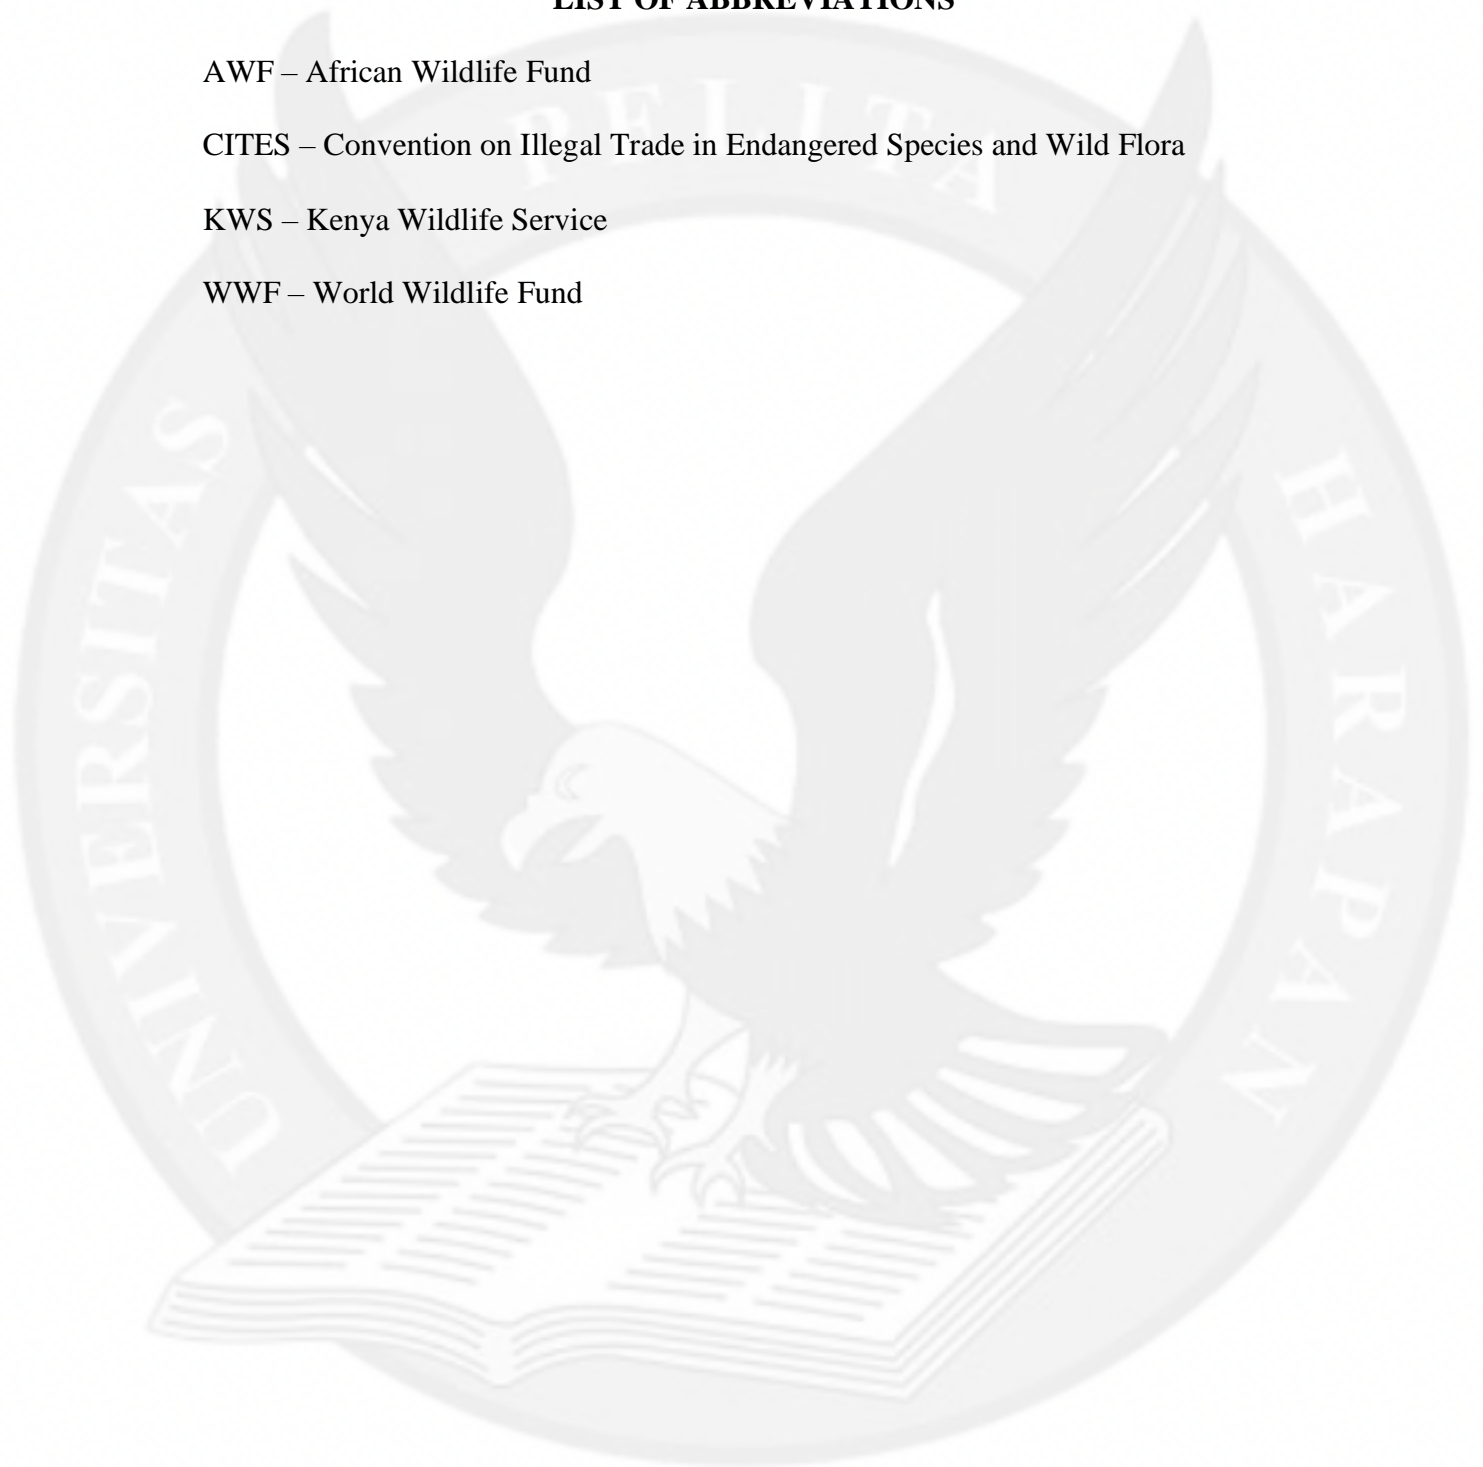 LIST OF ABBREVIATIONS
AWF – African Wildlife Fund
CITES – Convention on Illegal Trade in Endangered Species and Wild Flora
KWS – Kenya Wildlife Service
WWF – World Wildlife Fund
UNIVERSITAS PELITA HARAPAN